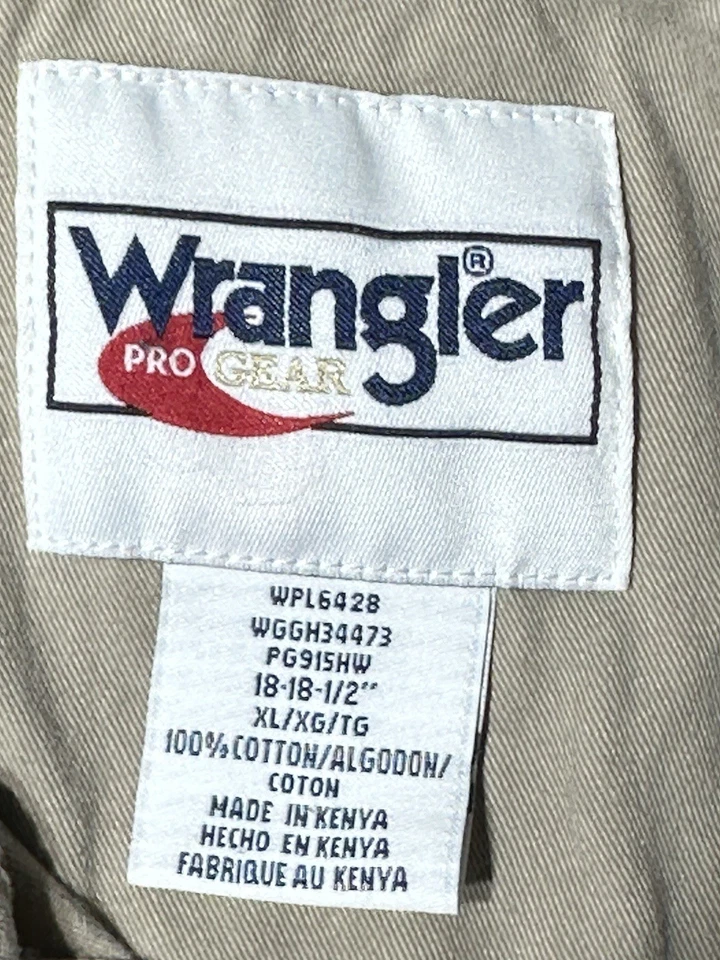 Wrangler®
PRO GEAR
WPL6428
WGGH34473
PG915HW
18-18-1/2"
XL/XG/TG
100% COTTON/ALGODON/
COTON
MADE IN KENYA
HECHO EN KENYA
FABRIQUE AU KENYA